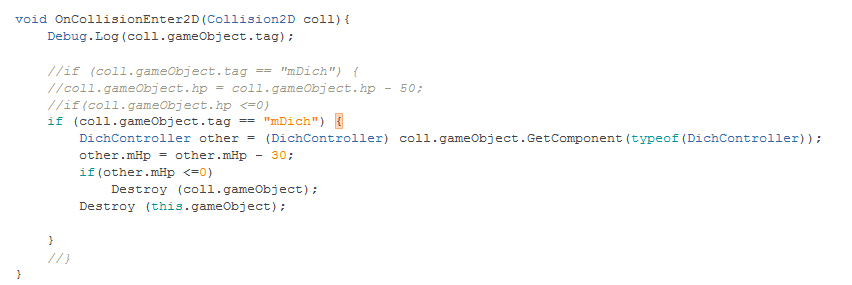 void OnCollisionEnter2D(Collision2D coll){
    Debug.Log(coll.gameObject.tag);

    //if (coll.gameObject.tag == "mDich") {
    //coll.gameObject.hp = coll.gameObject.hp - 50;
    //if(coll.gameObject.hp <=0)
    if (coll.gameObject.tag == "mDich") {
        DichController other = (DichController) coll.gameObject.GetComponent(typeof(DichController));
        other.mHp = other.mHp - 30;
        if(other.mHp <=0)
            Destroy (coll.gameObject);
        Destroy (this.gameObject);

    }
    //}
}